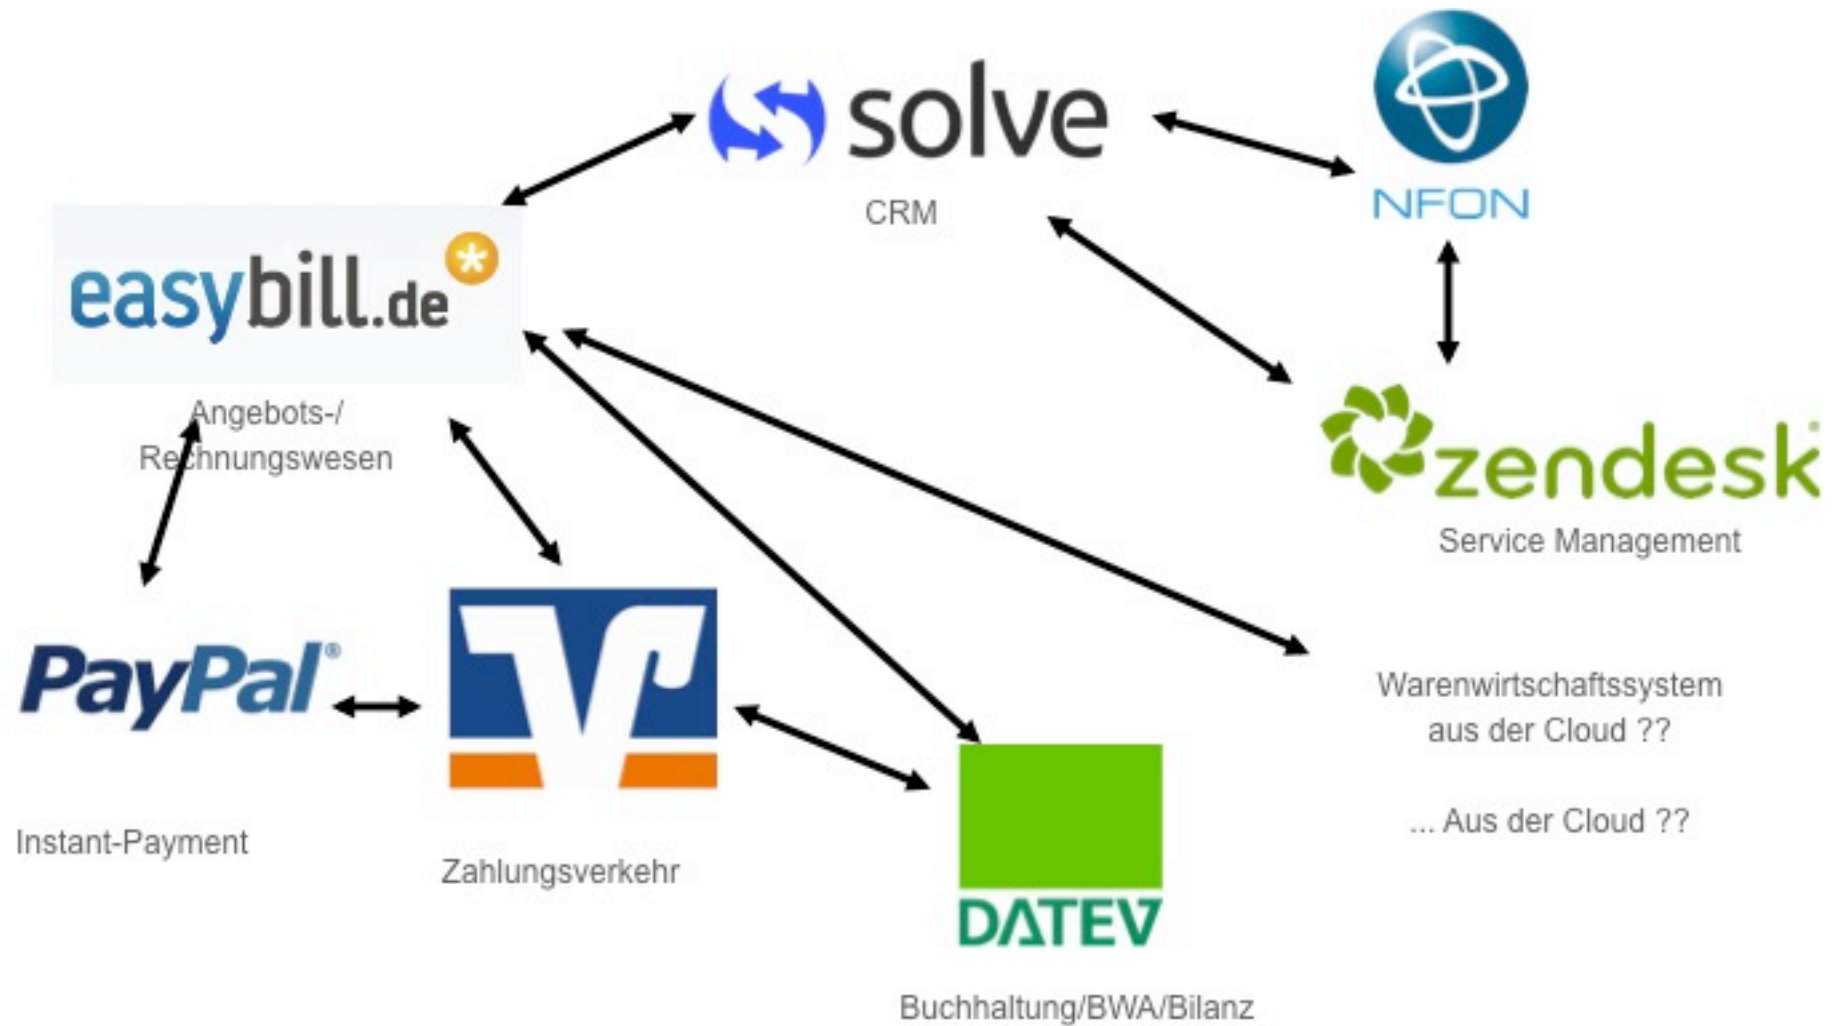 solve
CRM
NFON
easybill.de
Angebots-/
Rechnungswesen
zendesk
Service Management
PayPal®
Instant-Payment
Zahlungsverkehr
Warenwirtschaftssystem
aus der Cloud ??
... Aus der Cloud ??
DATEV
Buchhaltung/BWA/Bilanz